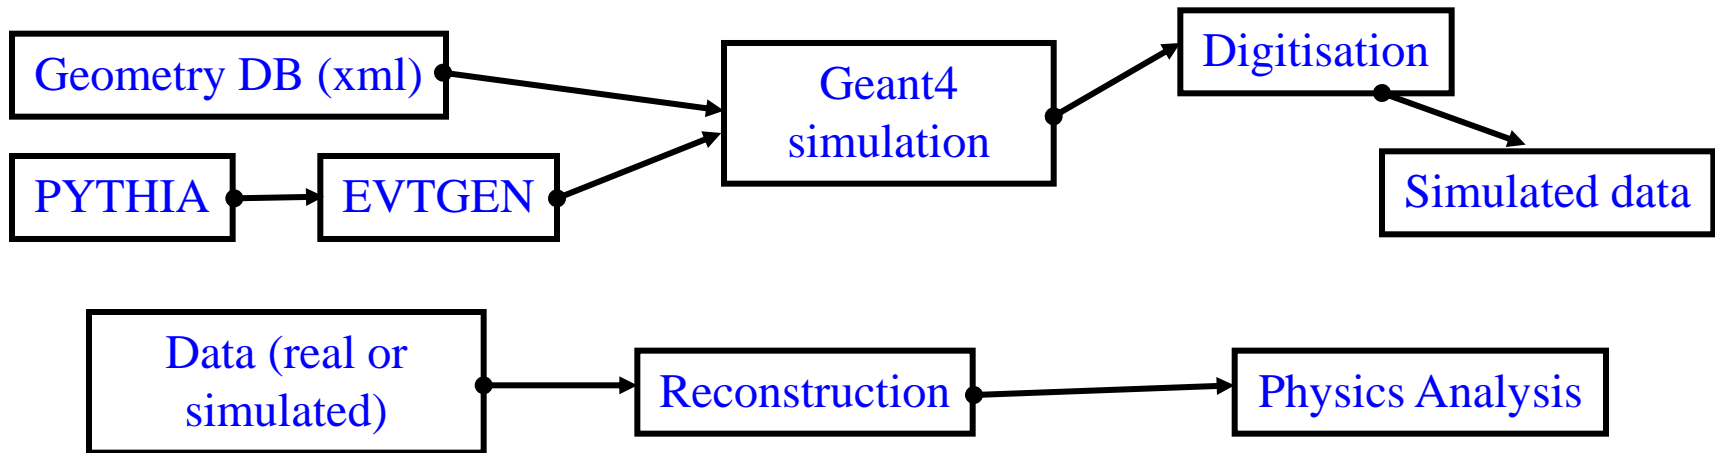 Geometry DB (xml)
PYTHIA
EVTGEN
Geant4
simulation
Digitisation
Simulated data
Data (real or
simulated)
Reconstruction
Physics Analysis